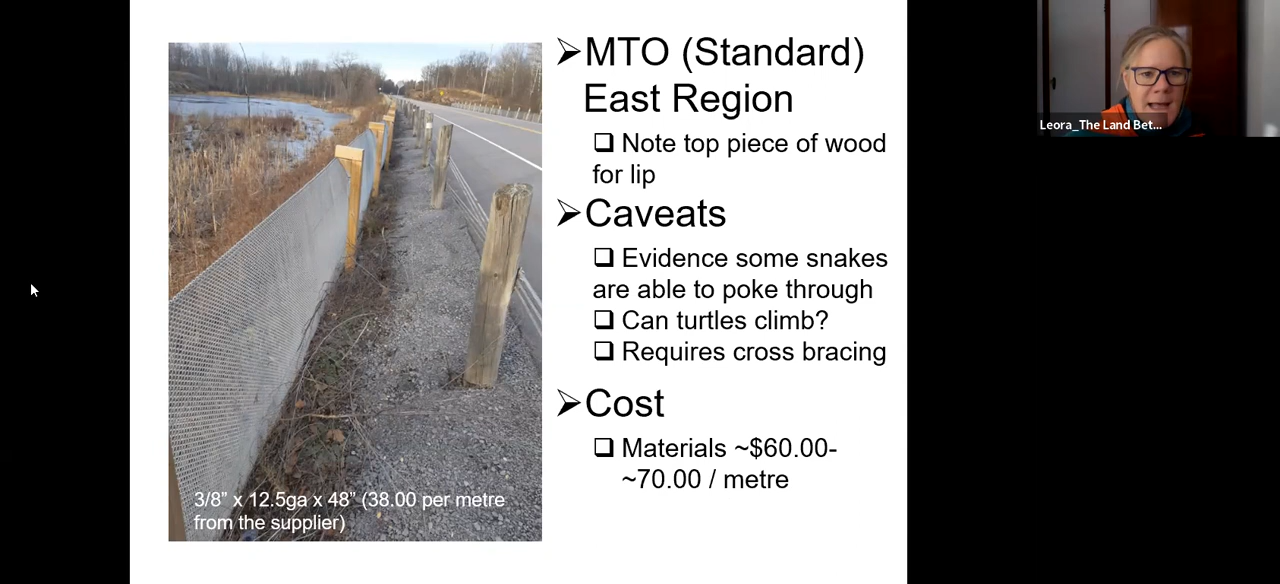 ➢MTO (Standard)
East Region
❑ Note top piece of wood
for lip
➢Caveats
❑ Evidence some snakes
are able to poke through
❑ Can turtles climb?
❑ Requires cross bracing
➢Cost
❑ Materials ~$60.00-
~70.00 / metre
3/8” x 12.5ga x 48” (38.00 per metre
from the supplier)
Leora_The Land Bet...